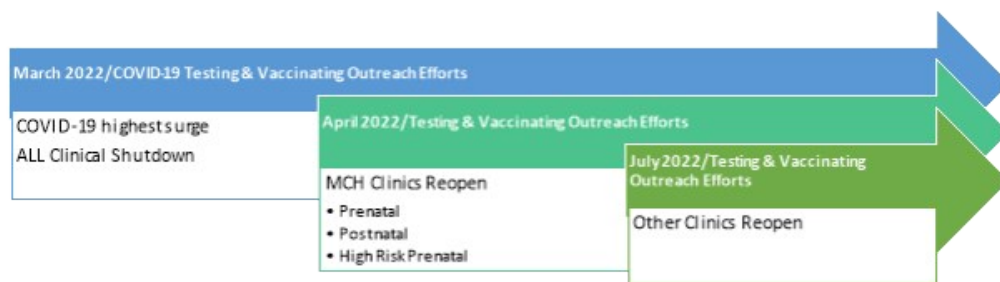 March 2022/COVID-19 Testing & Vaccinating Outreach Efforts
COVID-19 highest surge
ALL Clinical Shutdown
April 2022/Testing & Vaccinating Outreach Efforts
MCH Clinics Reopen
• Prenatal
• Postnatal
• High Risk Prenatal
July 2022/Testing & Vaccinating
Outreach Efforts
Other Clinics Reopen